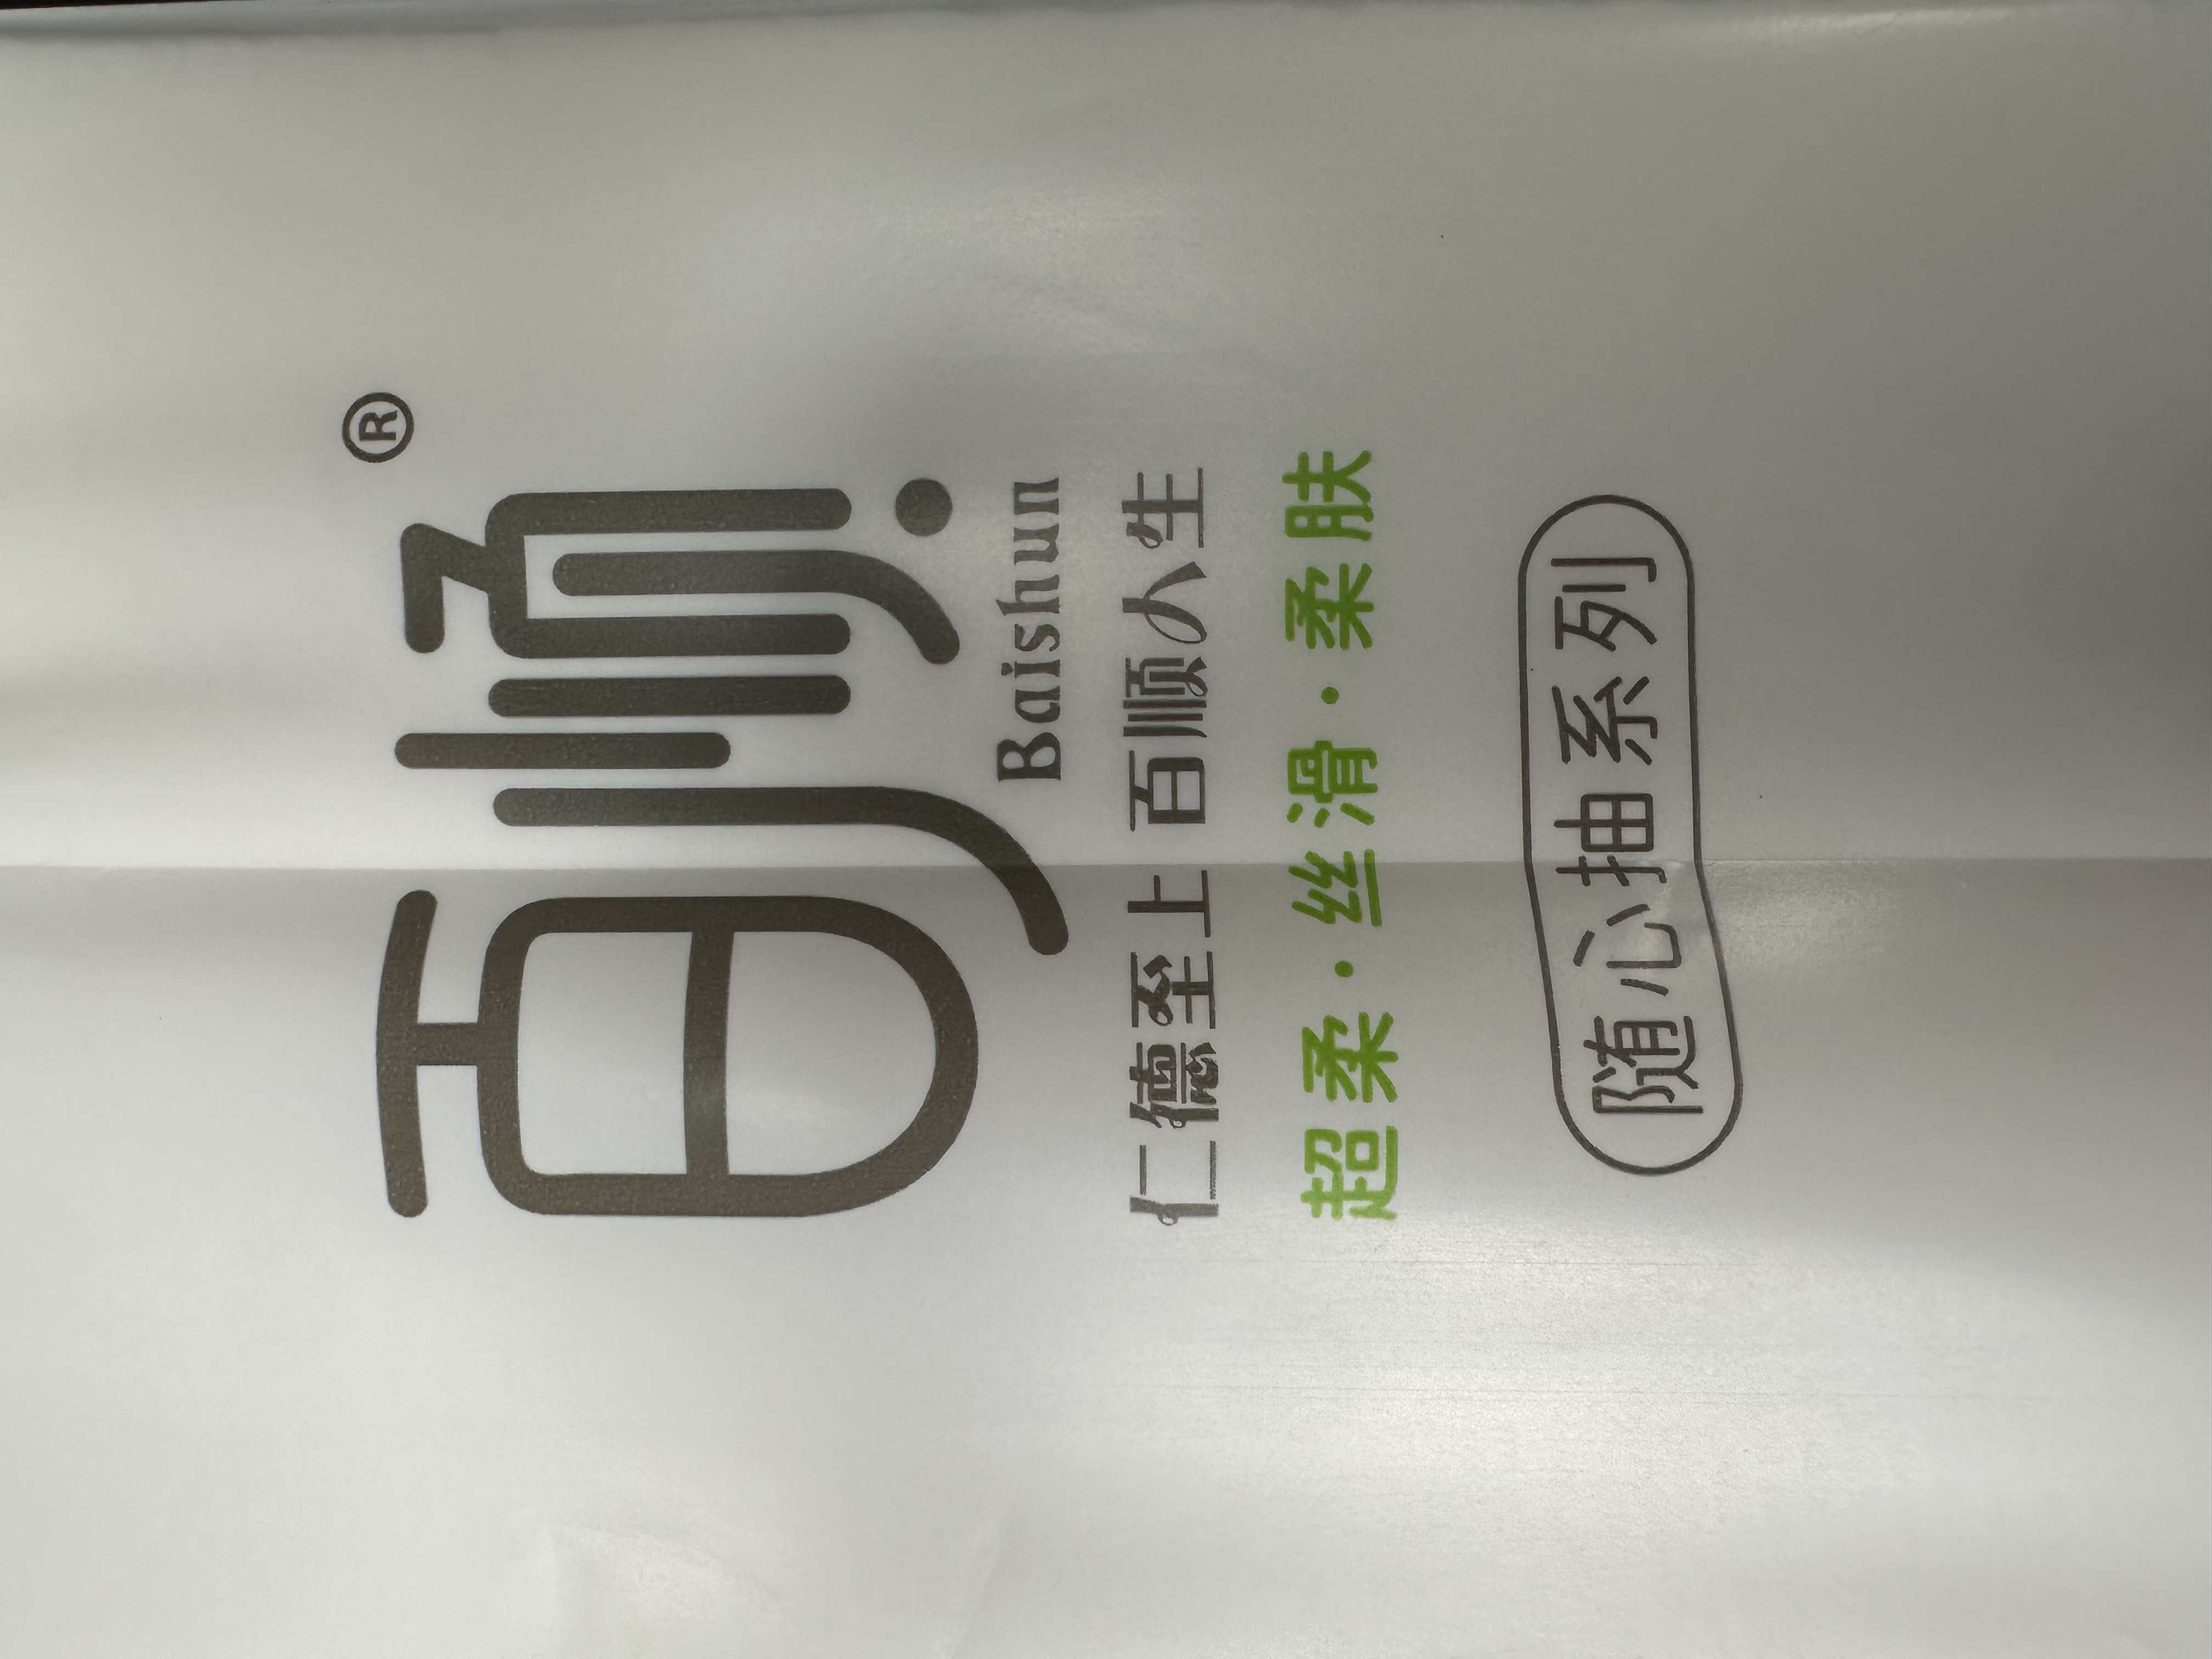 百顺®
Baishun
仁德至上 百顺人生
超柔·丝滑·柔肤
随心抽系列